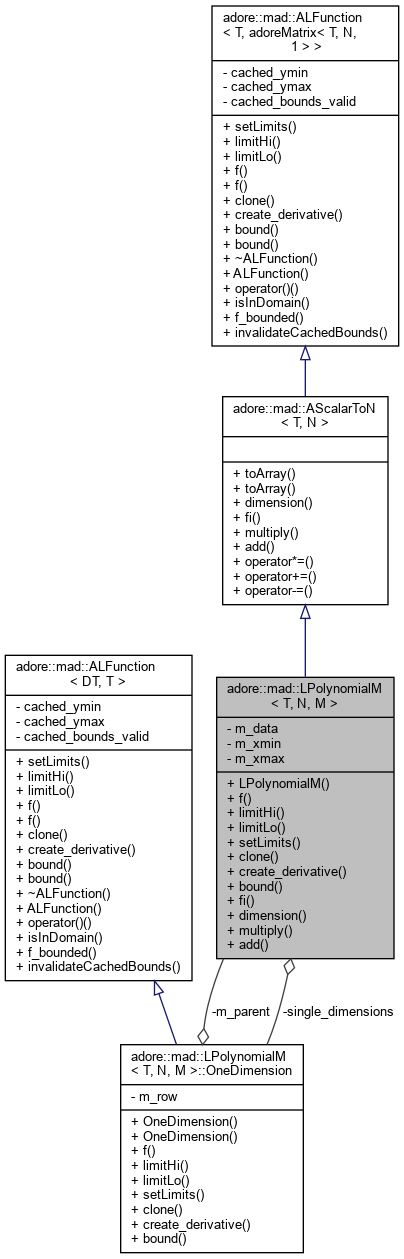 adore::mad::ALFunction
< T, adoreMatrix< T, N,
1 > >
- cached_ymin
- cached_ymax
- cached_bounds_valid
+ setLimits()
+ limitHi()
+ limitLo()
+ f()
+ f()
+ clone()
+ create_derivative()
+ bound()
+ bound()
+ ~ALFunction()
+ ALFunction()
+ operator()()
+ isInDomain()
+ f_bounded()
+ invalidateCachedBounds()
adore::mad::AScalarToN
< T, N >
+ toArray()
+ toArray()
+ dimension()
+ fi()
+ multiply()
+ add()
+ operator*=()
+ operator+=()
+ operator-=()
adore::mad::ALFunction
< DT, T >
- cached_ymin
- cached_ymax
- cached_bounds_valid
+ setLimits()
+ limitHi()
+ limitLo()
+ f()
+ f()
+ clone()
+ create_derivative()
+ bound()
+ bound()
+ ~ALFunction()
+ ALFunction()
+ operator()()
+ isInDomain()
+ f_bounded()
+ invalidateCachedBounds()
adore::mad::LPolynomialM
< T, N, M >
- m_data
- m_xmin
- m_xmax
+ LPolynomialM()
+ f()
+ limitHi()
+ limitLo()
+ setLimits()
+ clone()
+ create_derivative()
+ bound()
+ fi()
+ dimension()
+ multiply()
+ add()
-m_parent
-single_dimensions
adore::mad::LPolynomialM
< T, N, M >::OneDimension
- m_row
+ OneDimension()
+ OneDimension()
+ f()
+ limitHi()
+ limitLo()
+ setLimits()
+ clone()
+ create_derivative()
+ bound()